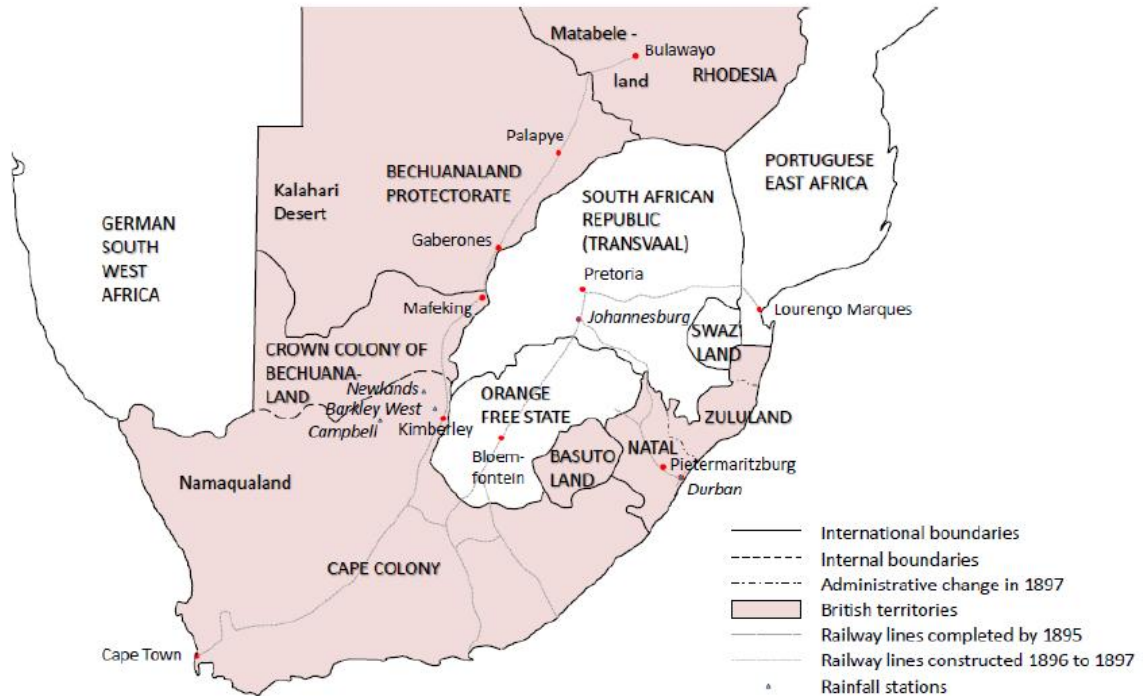 Matabele -
land
Bulawayo
RHODESIA
Palapye
BECHUANALAND
PROTECTORATE
Kalahari
Desert
PORTUGUESE
EAST AFRICA
SOUTH AFRICAN
REPUBLIC
(TRANSVAAL)
GERMAN
SOUTH
WEST
AFRICA
Gaberones
Pretoria
Mafeking
Johannesburg
Lourenço Marques
SWAZI
LAND
CROWN COLONY OF
BECHUANA-
LAND
Newlands
Barkley West
Campbell
Kimberley
ORANGE
FREE STATE
ZULULAND
Bloem-
fontein
BASUTO
LAND
NATAL
Pietermaritzburg
Durban
Namaqualand
CAPE COLONY
Cape Town
International boundaries
Internal boundaries
Administrative change in 1897
British territories
Railway lines completed by 1895
Railway lines constructed 1896 to 1897
Rainfall stations